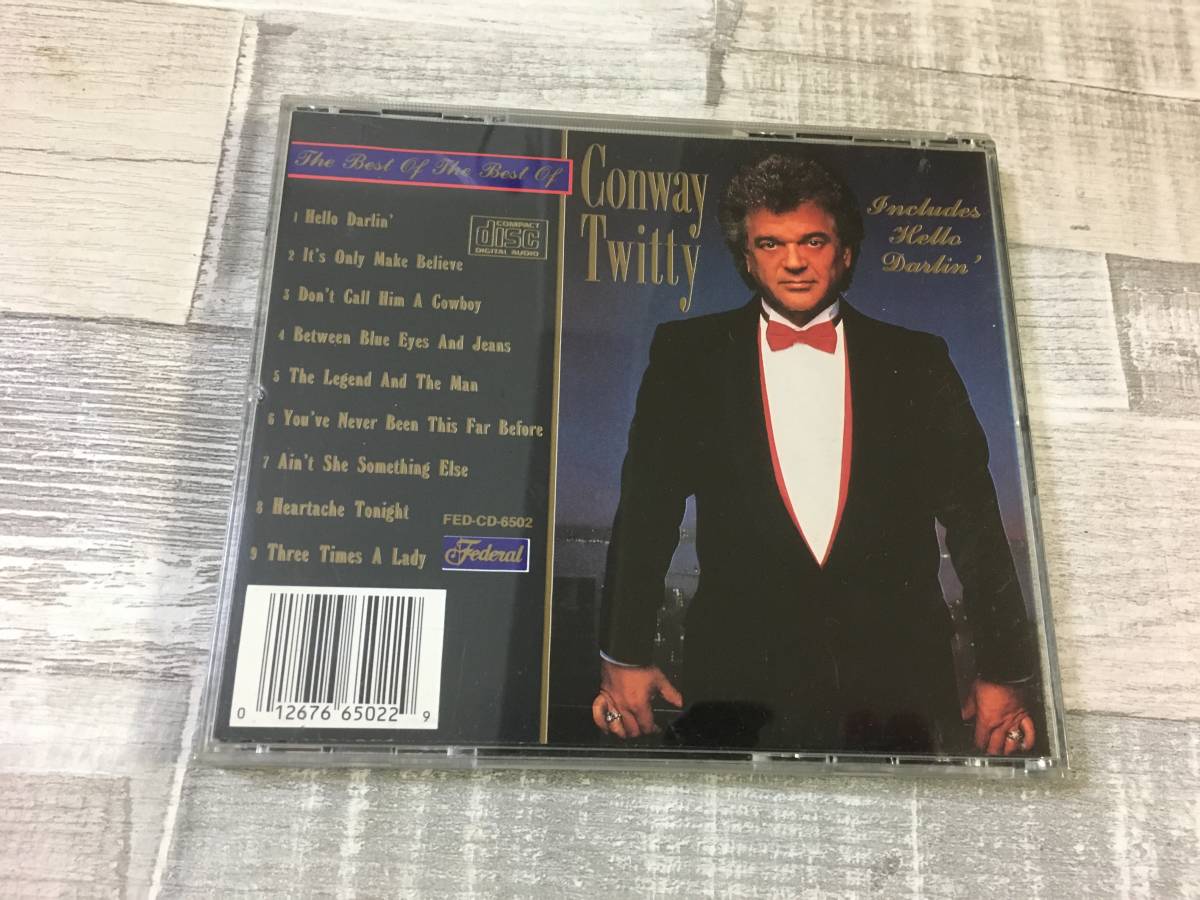 The Best Of The Best Of
1 Hello Darlin'
COMPACT
disc
DIGITAL AUDIO
2 It's Only Make Believe
3 Don't Call Him A Cowboy
4 Between Blue Eyes And Jeans
5 The Legend And The Man
6 You've Never Been This Far Before
7 Ain't She Something Else
8 Heartache Tonight
FED-CD-6502
9 Three Times A Lady
Federal
0 12676 65022 9
Conway
Twitty
Includes
Hello
Darlin'